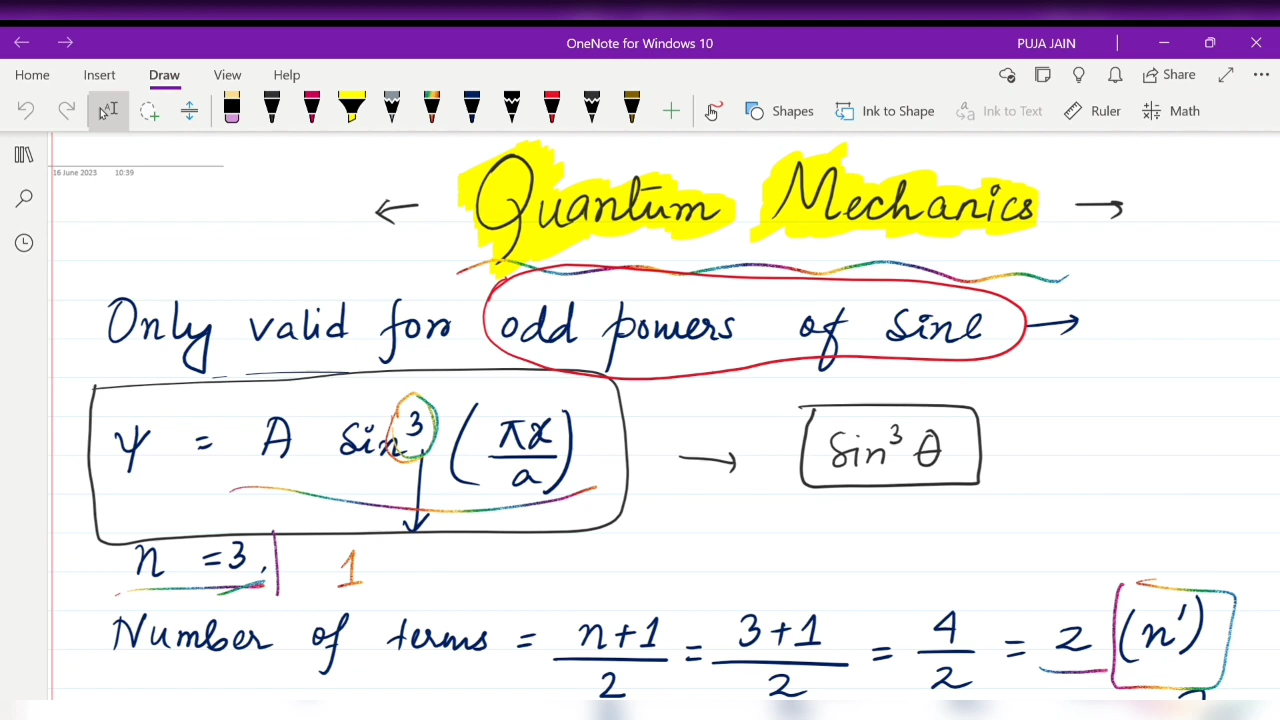 OneNote for Windows 10
PUJA JAIN
Home Insert Draw View Help
Share
Shapes Ink to Shape Ink to Text Ruler Math
16 June 2023 10:39
← Quantum Mechanics →
Only valid for odd powers of sine →
ψ = A sin³ (πx/a) → Sin³ θ
n = 3, 1
Number of terms = n+1/2 = 3+1/2 = 4/2 = 2 (n')